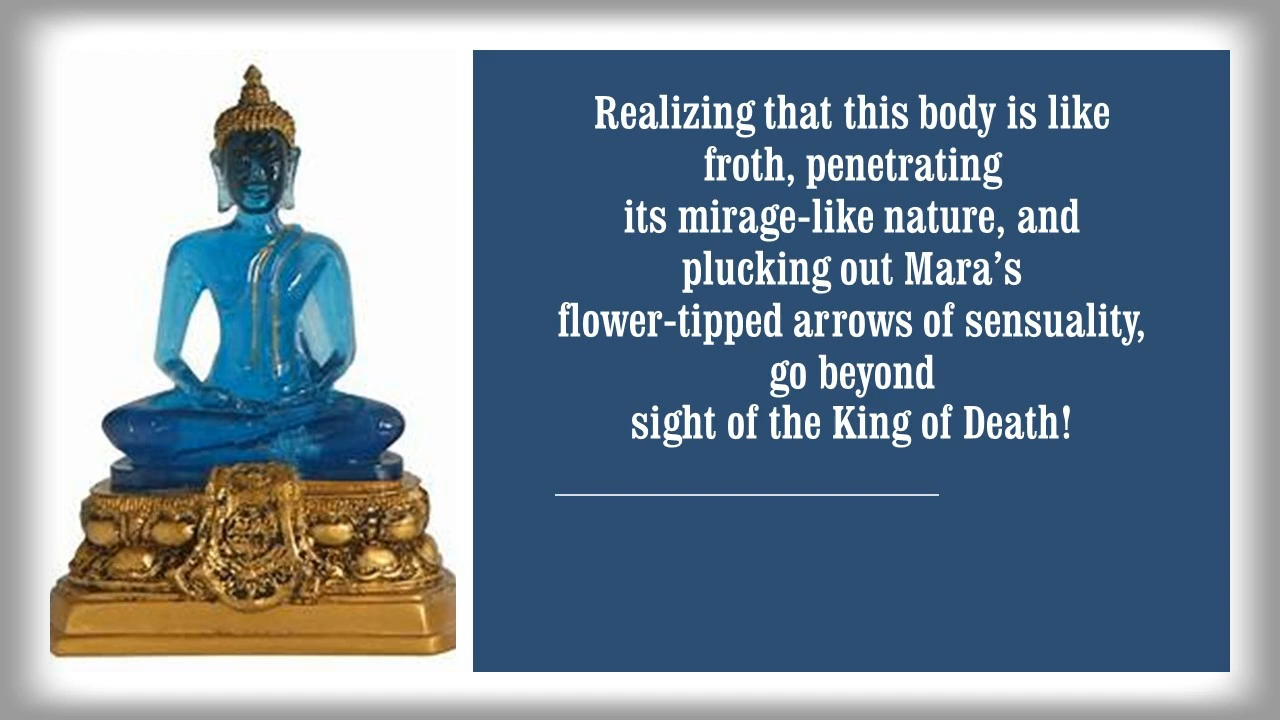 Realizing that this body is like
froth, penetrating
its mirage-like nature, and
plucking out Mara’s
flower-tipped arrows of sensuality,
go beyond
sight of the King of Death!